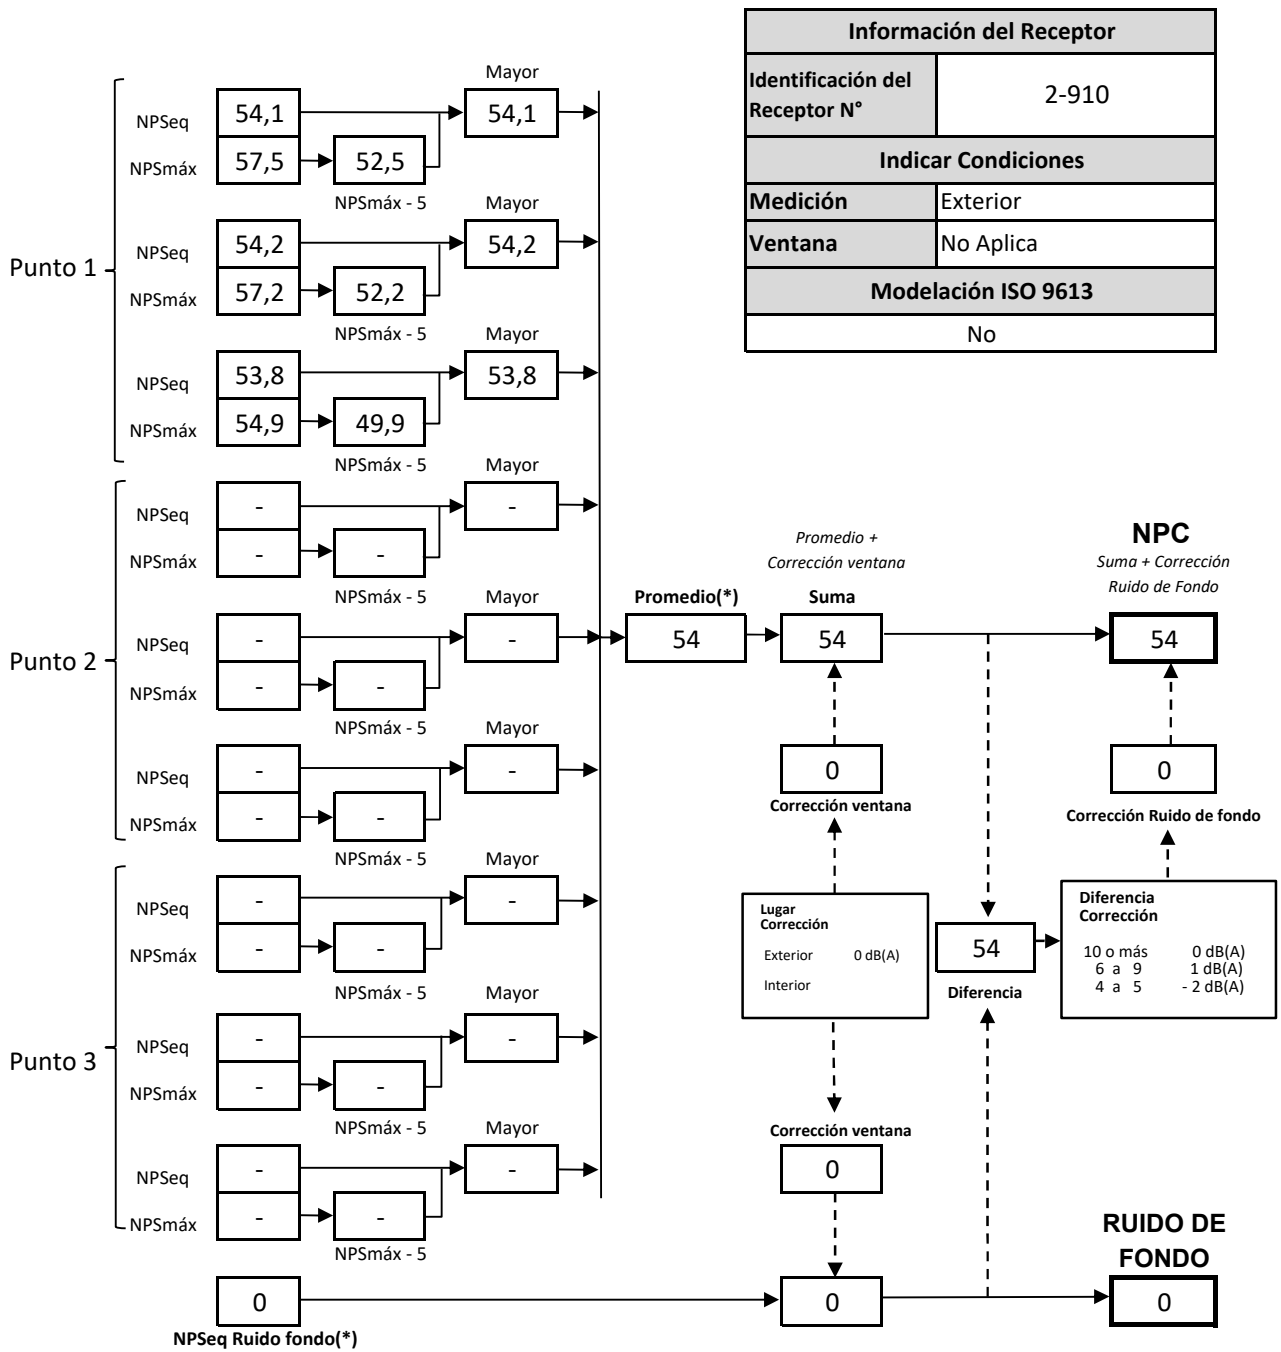 Información del Receptor
Identificación del Receptor N° 2-910
Indicar Condiciones
Medición Exterior
Ventana No Aplica
Modelación ISO 9613
No
Punto 1
Mayor
NPSeq 54,1 54,1
NPSmáx 57,5 52,5
NPSmáx - 5
Mayor
NPSeq 54,2 54,2
NPSmáx 57,2 52,2
NPSmáx - 5
Mayor
NPSeq 53,8 53,8
NPSmáx 54,9 49,9
NPSmáx - 5
Punto 2
Mayor
NPSeq - -
NPSmáx - -
NPSmáx - 5
Mayor
NPSeq - -
NPSmáx - -
NPSmáx - 5
Mayor
NPSeq - -
NPSmáx - -
NPSmáx - 5
Punto 3
Mayor
NPSeq - -
NPSmáx - -
NPSmáx - 5
Mayor
NPSeq - -
NPSmáx - -
NPSmáx - 5
Mayor
NPSeq - -
NPSmáx - -
NPSmáx - 5
0
NPSeq Ruido fondo(*)
Promedio(*)
54
Promedio +
Corrección ventana
Suma
54
0
Corrección ventana
Lugar
Corrección
Exterior 0 dB(A)
Interior
Corrección ventana
0
0
54
Diferencia
NPC
Suma + Corrección
Ruido de Fondo
54
0
Corrección Ruido de fondo
Diferencia
Corrección
10 o más 0 dB(A)
6 a 9 1 dB(A)
4 a 5 - 2 dB(A)
RUIDO DE
FONDO
0